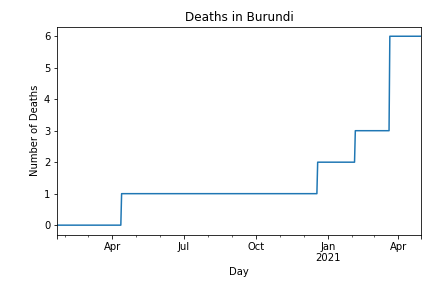 Deaths in Burundi
Number of Deaths
6
5
4
3
2
1
0
Apr
Jul
Oct
Jan
2021
Apr
Day